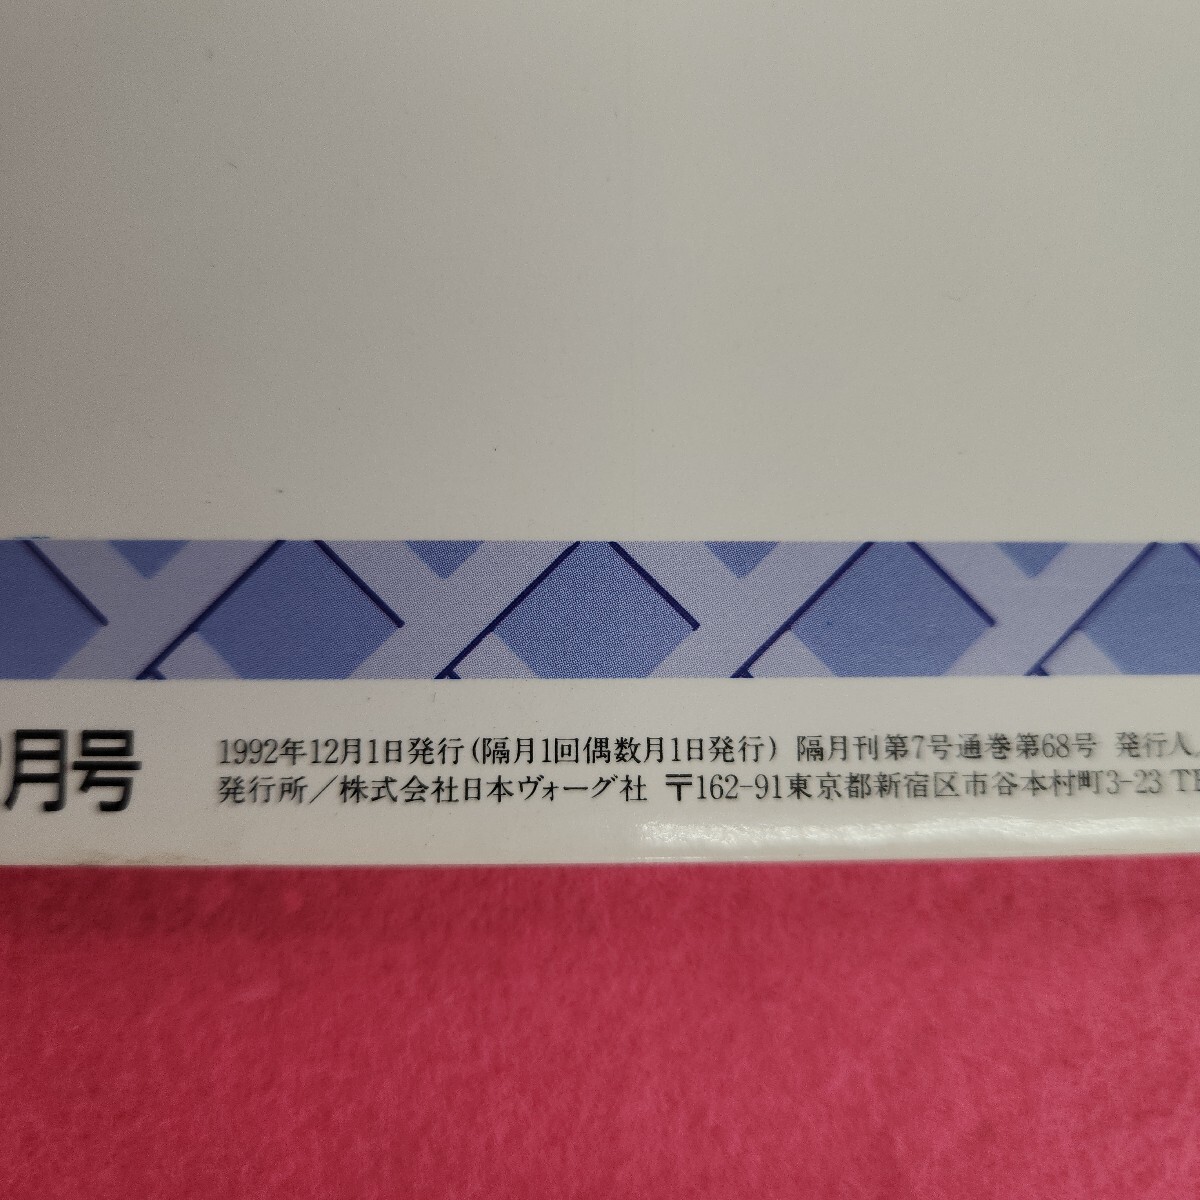 月号
1992年12月1日発行(隔月1回偶数月1日発行) 隔月刊第7号通巻第68号 発行人
発行所／株式会社日本ヴォーグ社 〒162-91東京都新宿区市谷本村町3-23 TE